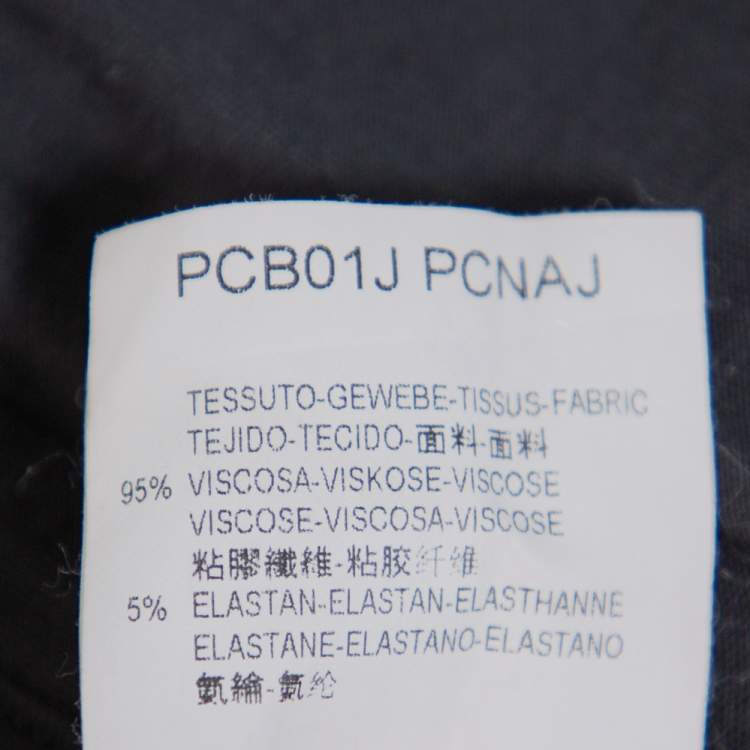 PCB01J PCNAJ
TESSUTO-GEWEBE-TISSUS-FABRIC
TEJIDO-TECIDO-面料-面料
95% VISCOSA-VISKOSE-VISCOSE
VISCOSE-VISCOSA-VISCOSE
粘膠纖維-粘胶纤维
5% ELASTAN-ELASTAN-ELASTHANNE
ELASTANE-ELASTANO-ELASTANO
氨綸-氨纶